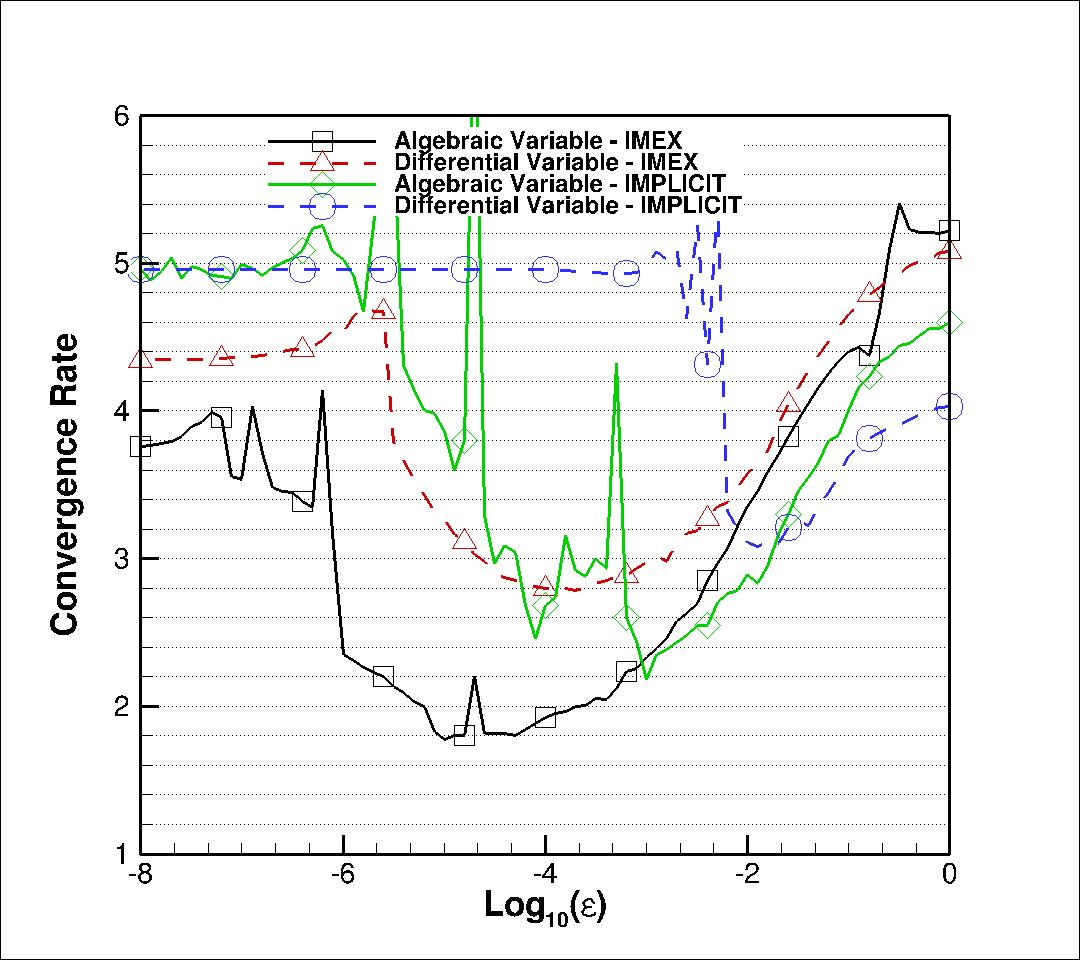 6
Algebraic Variable - IMEX
Differential Variable - IMEX
Algebraic Variable - IMPLICIT
Differential Variable - IMPLICIT
5
4
3
2
1
Convergence Rate
-8 -6 -4 -2 0
Log10(ε)